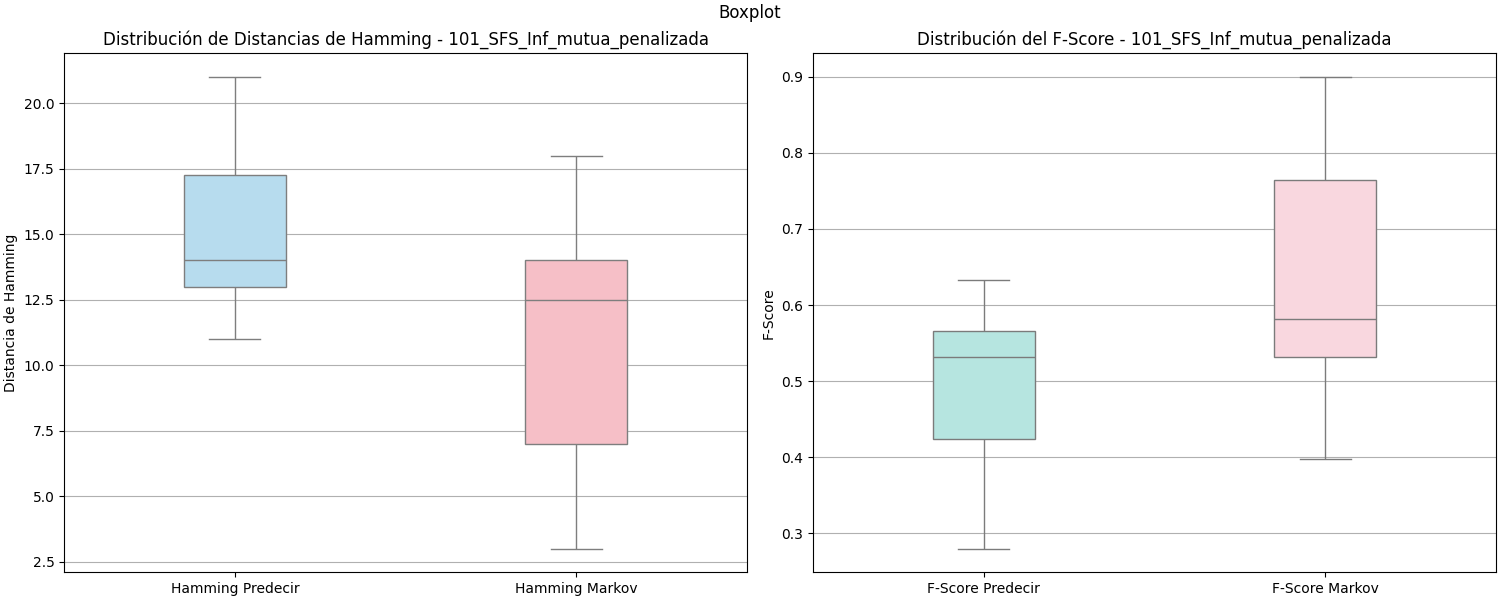 Boxplot
Distribución de Distancias de Hamming - 101_SFS_Inf_mutua_penalizada
Distancia de Hamming
20.0
17.5
15.0
12.5
10.0
7.5
5.0
2.5
Hamming Predecir
Hamming Markov
Distribución del F-Score - 101_SFS_Inf_mutua_penalizada
F-Score
0.9
0.8
0.7
0.6
0.5
0.4
0.3
F-Score Predecir
F-Score Markov